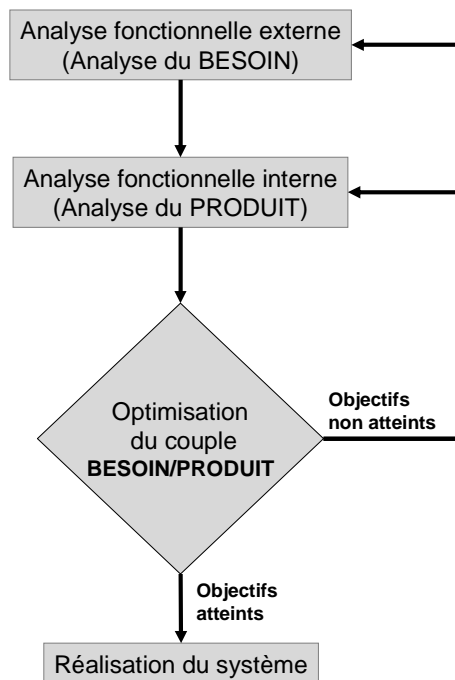 Analyse fonctionnelle externe
(Analyse du BESOIN)
Analyse fonctionnelle interne
(Analyse du PRODUIT)
Optimisation
du couple
BESOIN/PRODUIT
Objectifs
non atteints
Objectifs
atteints
Réalisation du système